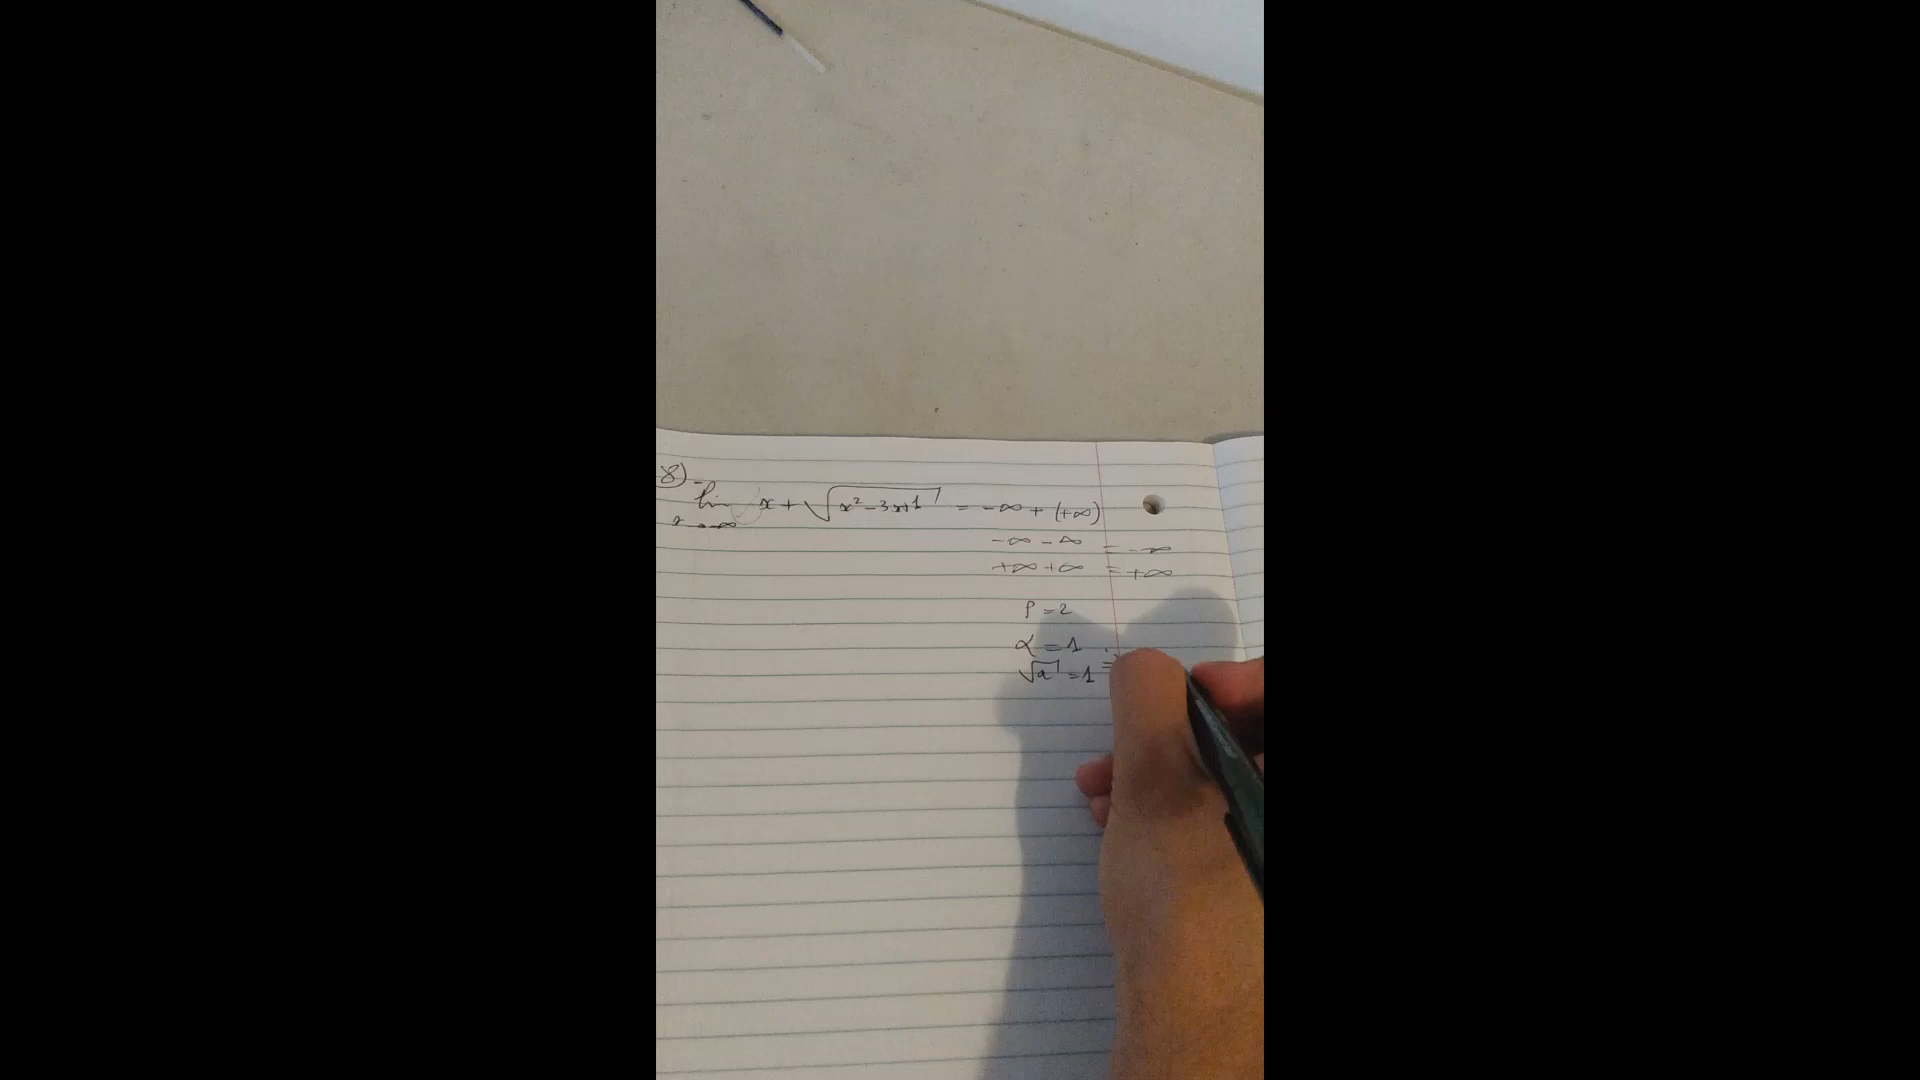 8)
lim x→-∞ x + √(x² - 3x + 1) = -∞ + (+∞)
-∞ - ∞ = -∞
+∞ + ∞ = +∞
P = 2
α = 1
√a = 1